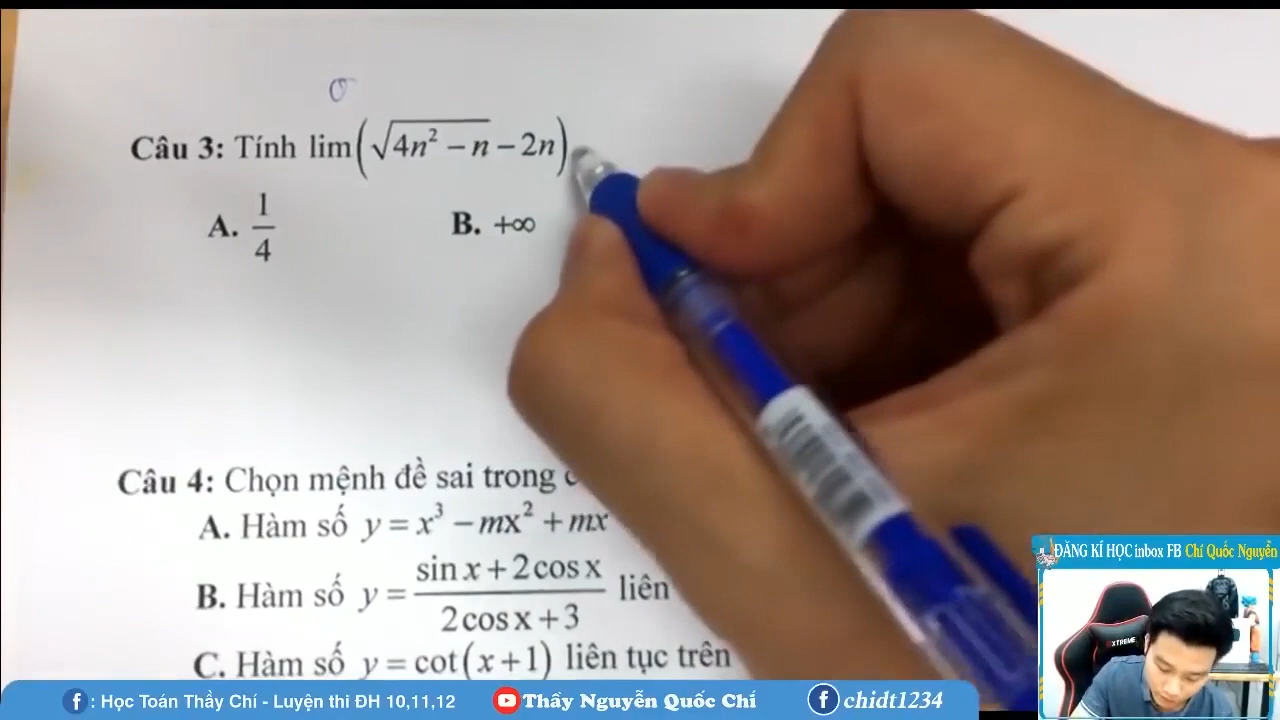 Câu 3: Tính lim(√(4n² − n) − 2n)
A. 1/4 B. +∞
Câu 4: Chọn mệnh đề sai trong
A. Hàm số y = x³ − mx² + mx
B. Hàm số y = (sin x + 2cos x)/(2cos x + 3) liên
C. Hàm số y = cot(x + 1) liên tục trên
ĐĂNG KÍ HỌC inbox FB Chí Quốc Nguyễn
XTREME
: Học Toán Thầy Chí - Luyện thi ĐH 10,11,12 Thầy Nguyễn Quốc Chí chidt1234